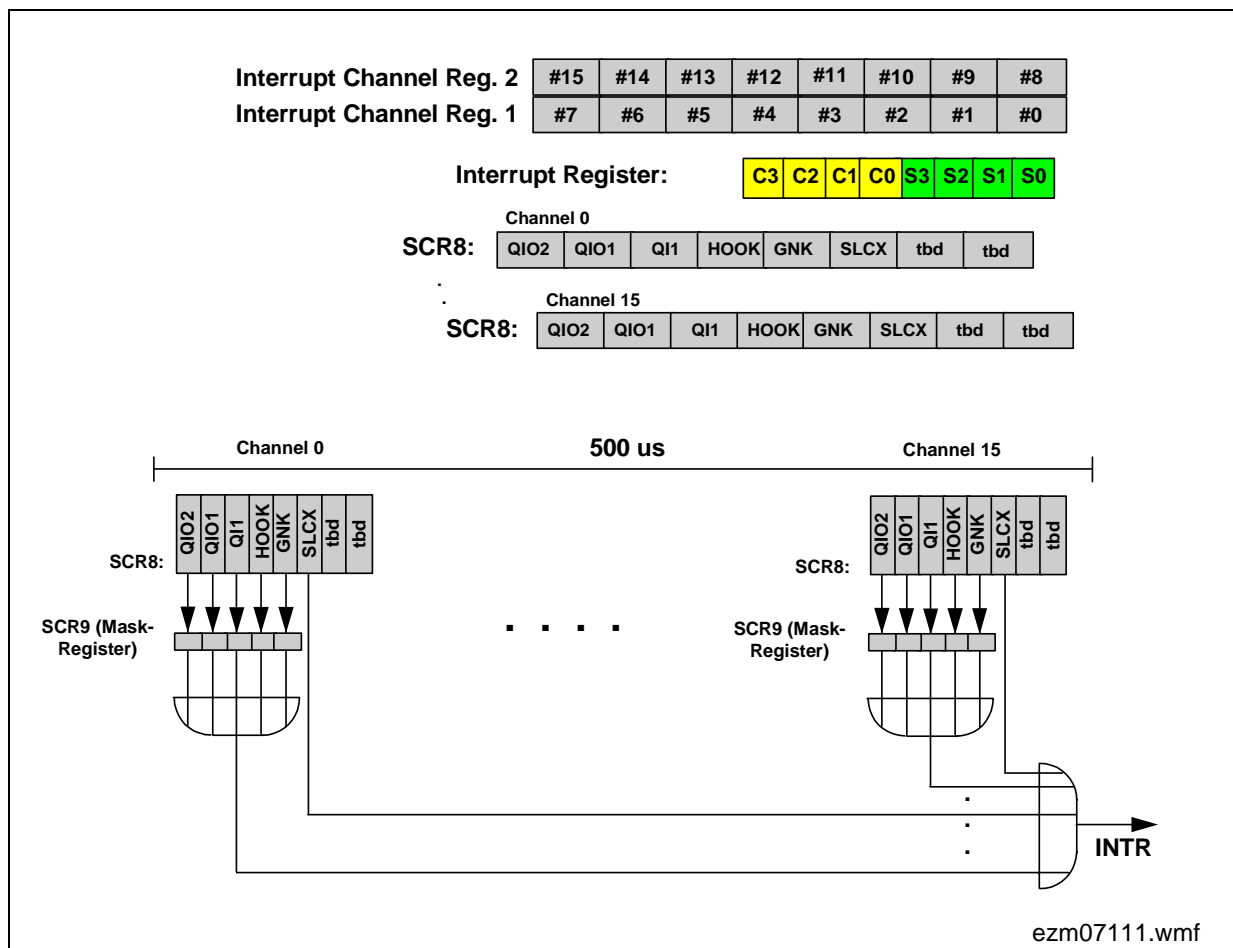 Interrupt Channel Reg. 2 #15 #14 #13 #12 #11 #10 #9 #8
Interrupt Channel Reg. 1 #7 #6 #5 #4 #3 #2 #1 #0
Interrupt Register: C3 C2 C1 C0 S3 S2 S1 S0
Channel 0
SCR8: QIO2 QIO1 QI1 HOOK GNK SLCX tbd tbd
.
.
Channel 15
SCR8: QIO2 QIO1 QI1 HOOK GNK SLCX tbd tbd
Channel 0 500 us Channel 15
SCR8: QIO2 QIO1 QI1 HOOK GNK SLCX tbd tbd
SCR8: QIO2 QIO1 QI1 HOOK GNK SLCX tbd tbd
SCR9 (Mask-
Register)
. . . .
SCR9 (Mask-
Register)
.
.
.
INTR
ezm07111.wmf